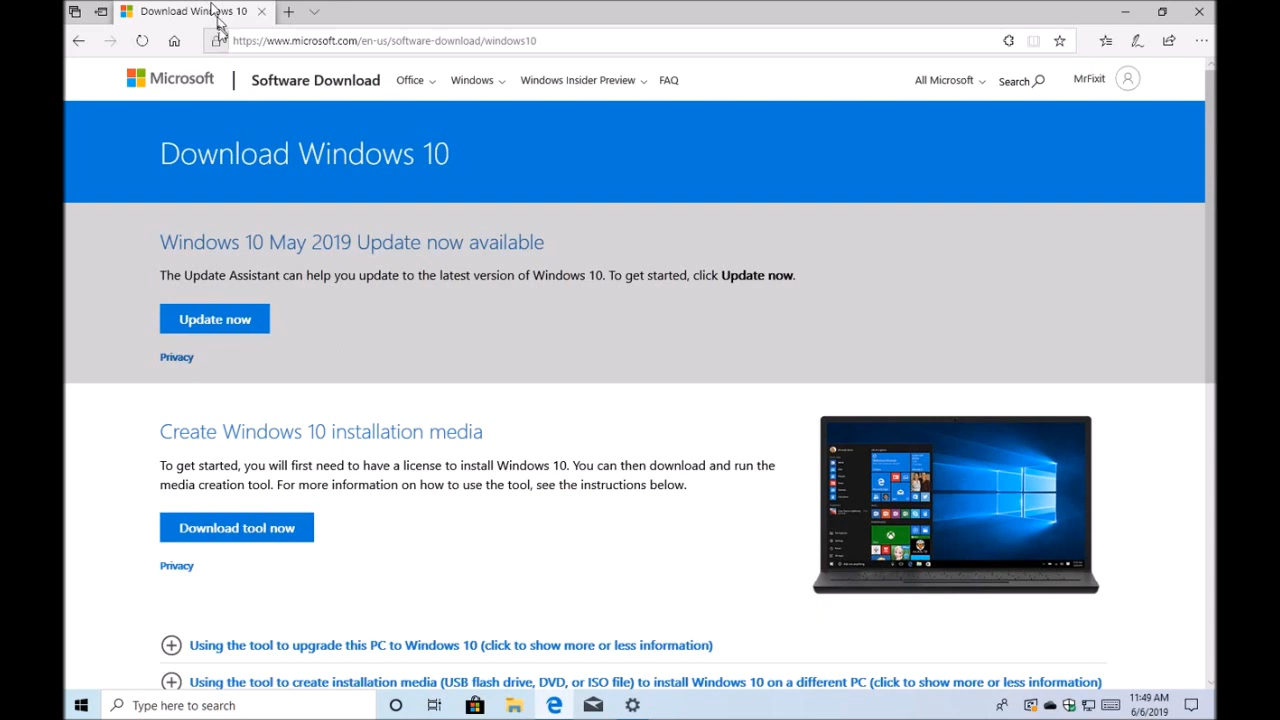 Download Windows 10
https://www.microsoft.com/en-us/software-download/windows10
Microsoft Software Download Office Windows Windows Insider Preview FAQ All Microsoft Search MrFixit
Download Windows 10
Windows 10 May 2019 Update now available
The Update Assistant can help you update to the latest version of Windows 10. To get started, click Update now.
Update now
Privacy
Create Windows 10 installation media
To get started, you will first need to have a license to install Windows 10. You can then download and run the
media creation tool. For more information on how to use the tool, see the instructions below.
Download tool now
Privacy
Using the tool to upgrade this PC to Windows 10 (click to show more or less information)
Using the tool to create installation media (USB flash drive, DVD, or ISO file) to install Windows 10 on a different PC (click to show more or less information)
Type here to search
11:49 AM
6/6/2019